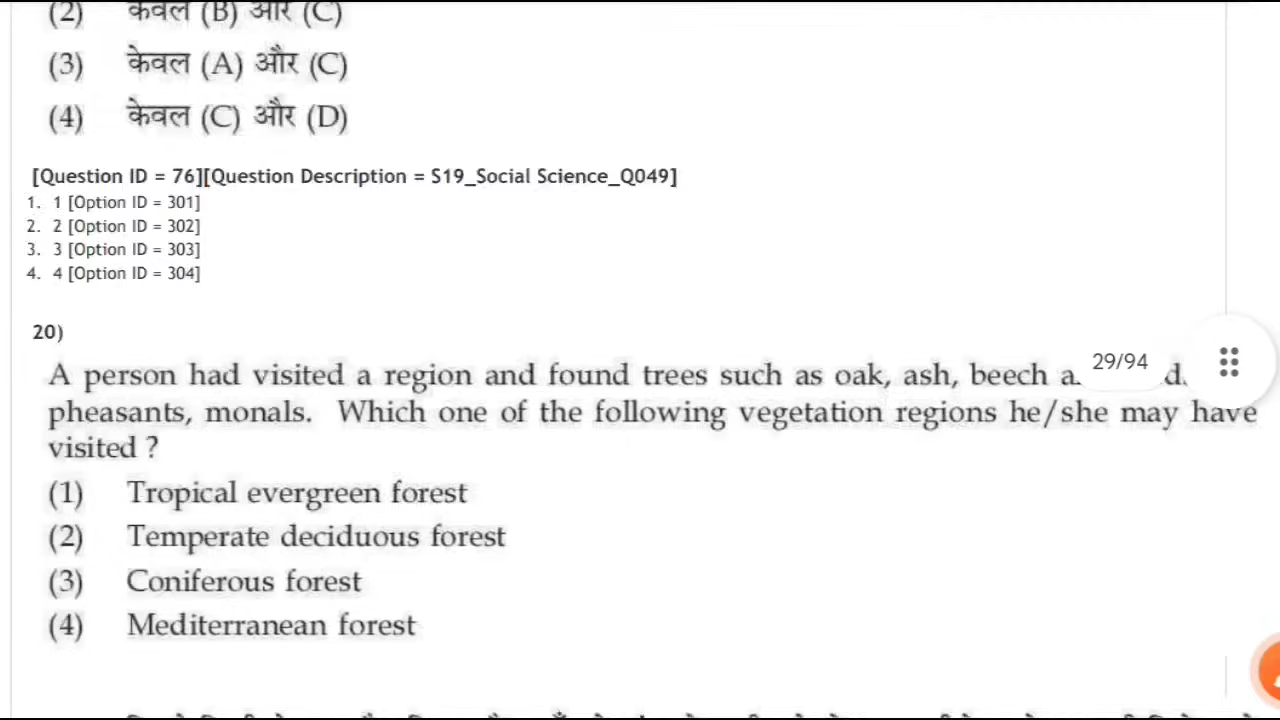 (2) केवल (B) और (C)
(3) केवल (A) और (C)
(4) केवल (C) और (D)
[Question ID = 76][Question Description = S19_Social Science_Q049]
1. 1 [Option ID = 301]
2. 2 [Option ID = 302]
3. 3 [Option ID = 303]
4. 4 [Option ID = 304]
20)
A person had visited a region and found trees such as oak, ash, beech
29/94
pheasants, monals. Which one of the following vegetation regions he/she may have
visited ?
(1) Tropical evergreen forest
(2) Temperate deciduous forest
(3) Coniferous forest
(4) Mediterranean forest